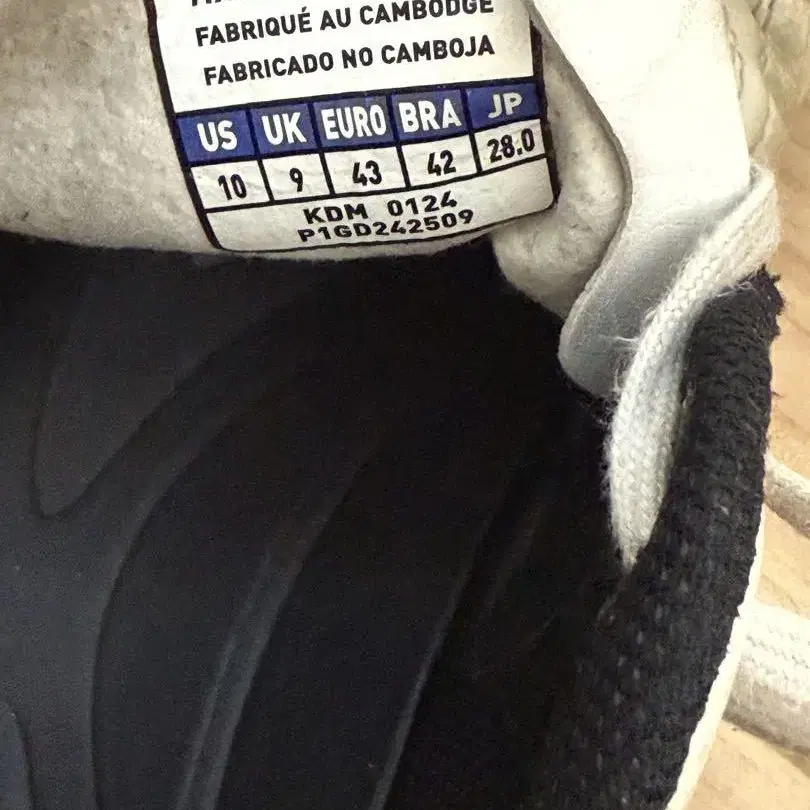 FABRIQUÉ AU CAMBODGE
FABRICADO NO CAMBOJA
US UK EURO BRA JP
10 9 43 42 28.0
KDM 0124
P1GD242509